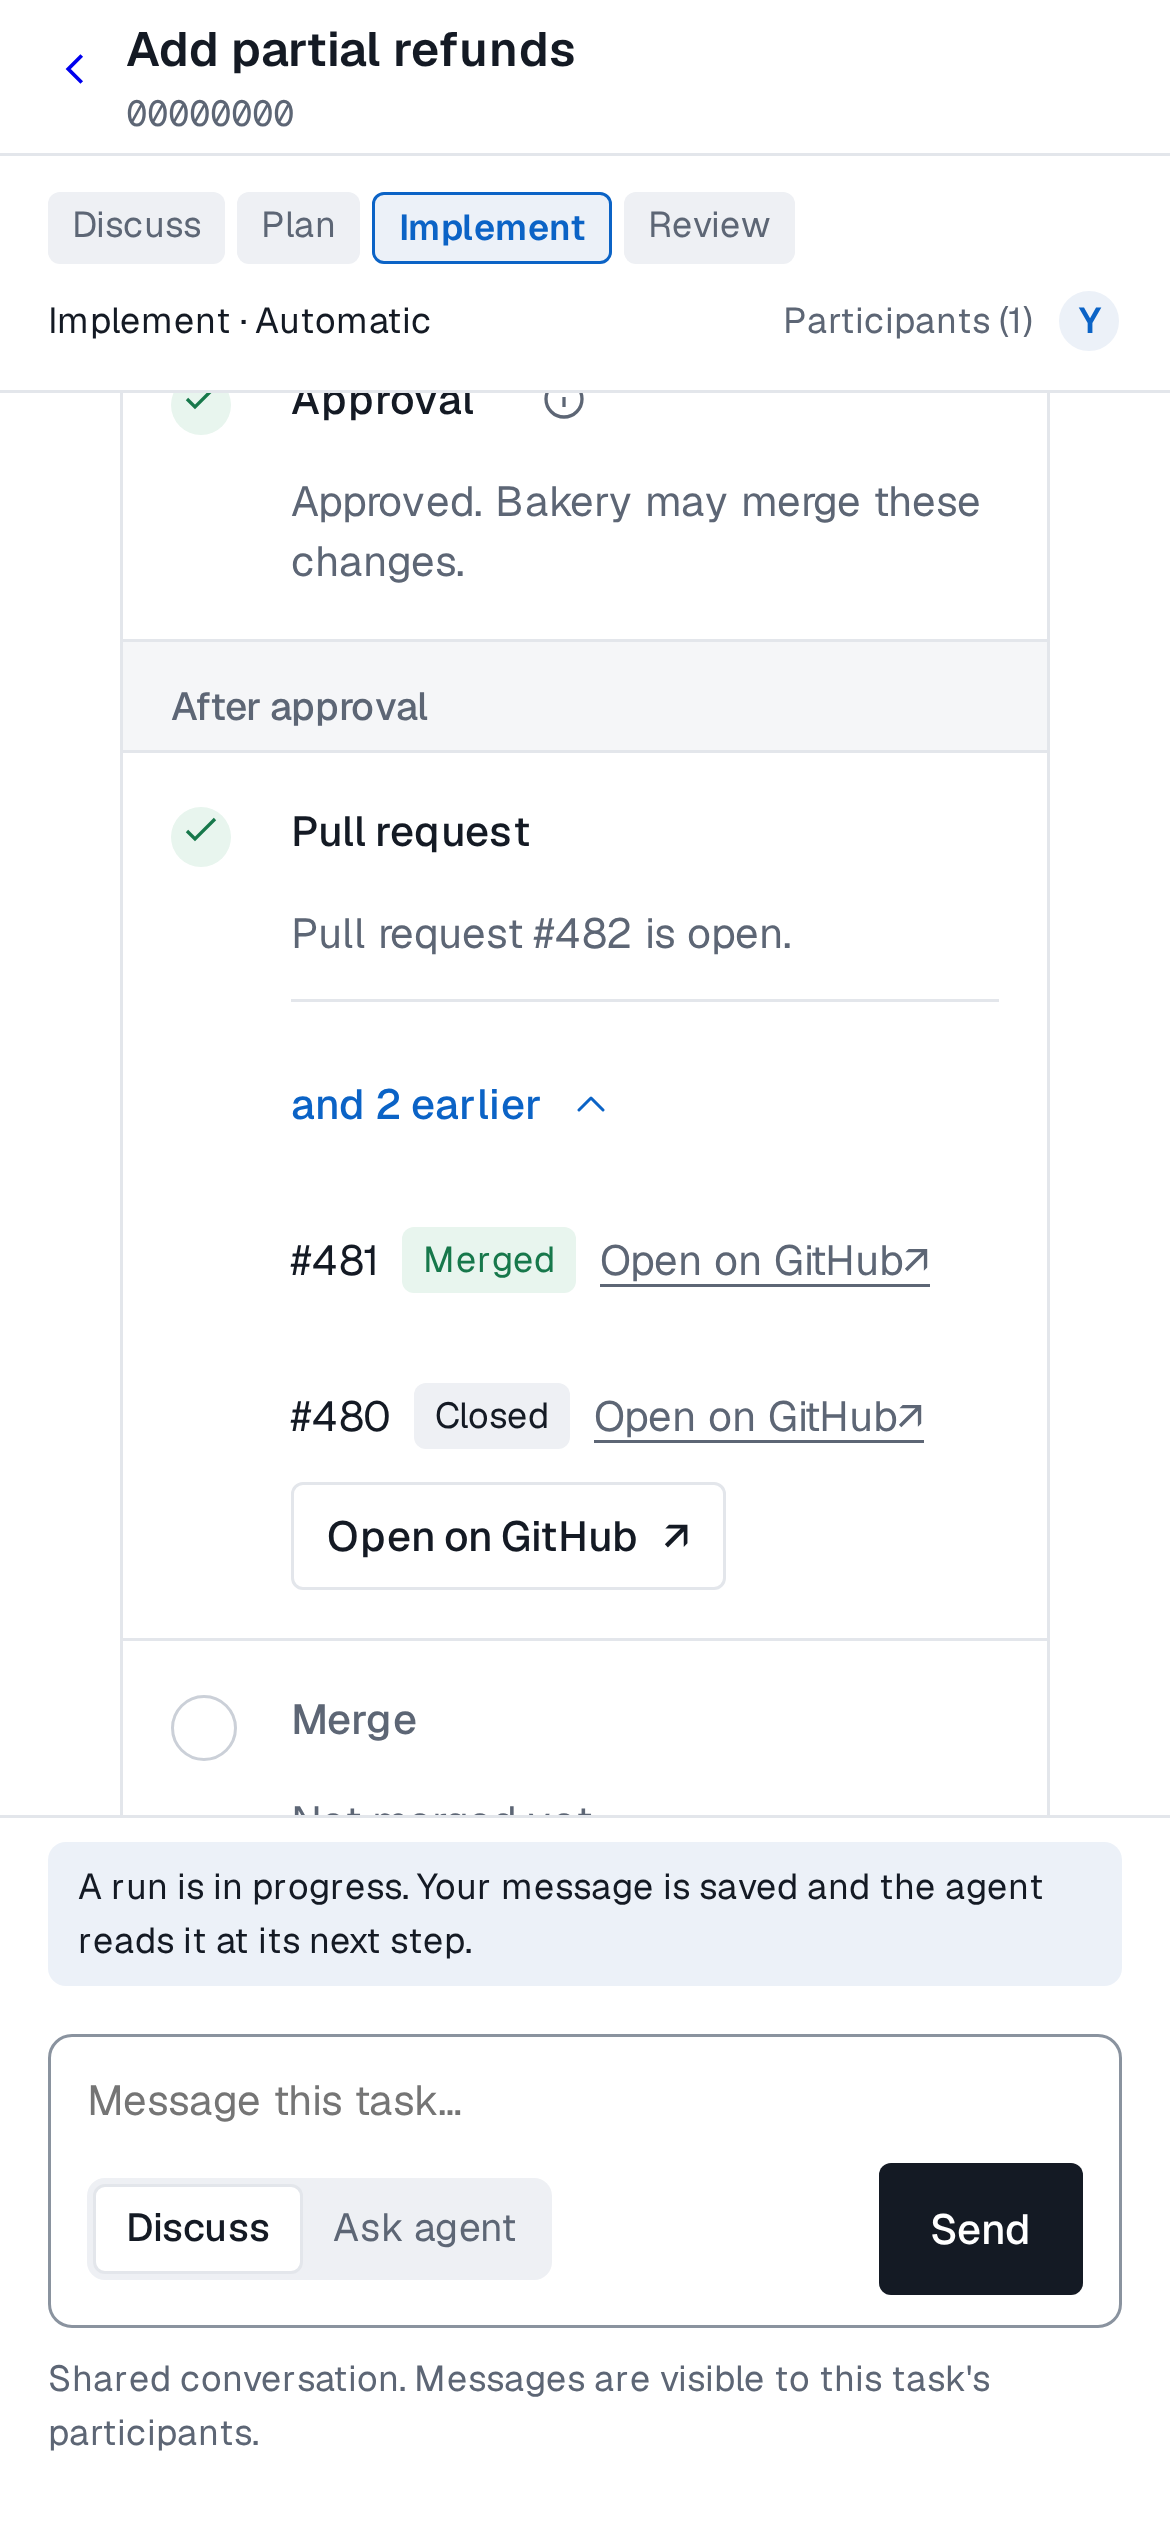 Add partial refunds
00000000
Discuss Plan Implement Review
Implement · Automatic Participants (1) Y
Approval
Approved. Bakery may merge these
changes.
After approval
Pull request
Pull request #482 is open.
and 2 earlier
#481 Merged Open on GitHub↗
#480 Closed Open on GitHub↗
Open on GitHub ↗
Merge
Not merged yet
A run is in progress. Your message is saved and the agent
reads it at its next step.
Message this task…
Discuss Ask agent Send
Shared conversation. Messages are visible to this task's
participants.